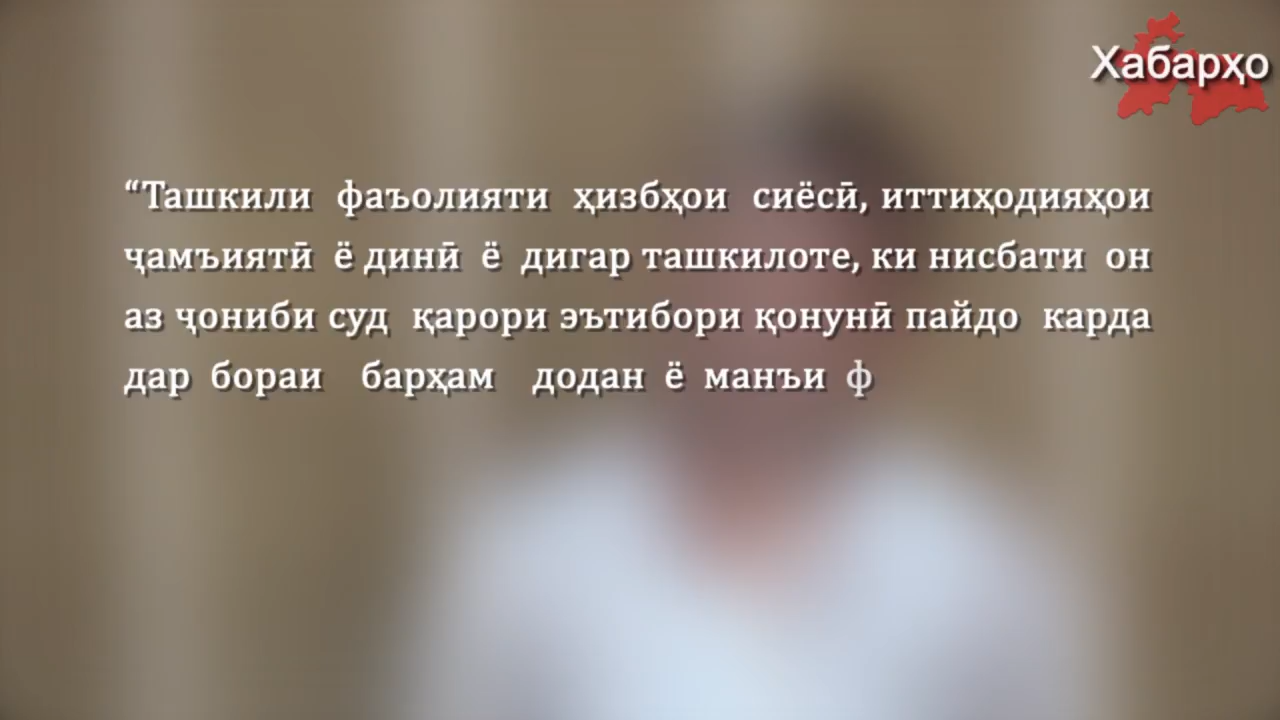 Хабарҳо
“Ташкили фаъолияти ҳизбҳои сиёсӣ, иттиҳодияҳои
ҷамъиятӣ ё динӣ ё дигар ташкилоте, ки нисбати он
аз ҷониби суд қарори эътибори қонунӣ пайдо карда
дар бораи барҳам додан ё манъи ф